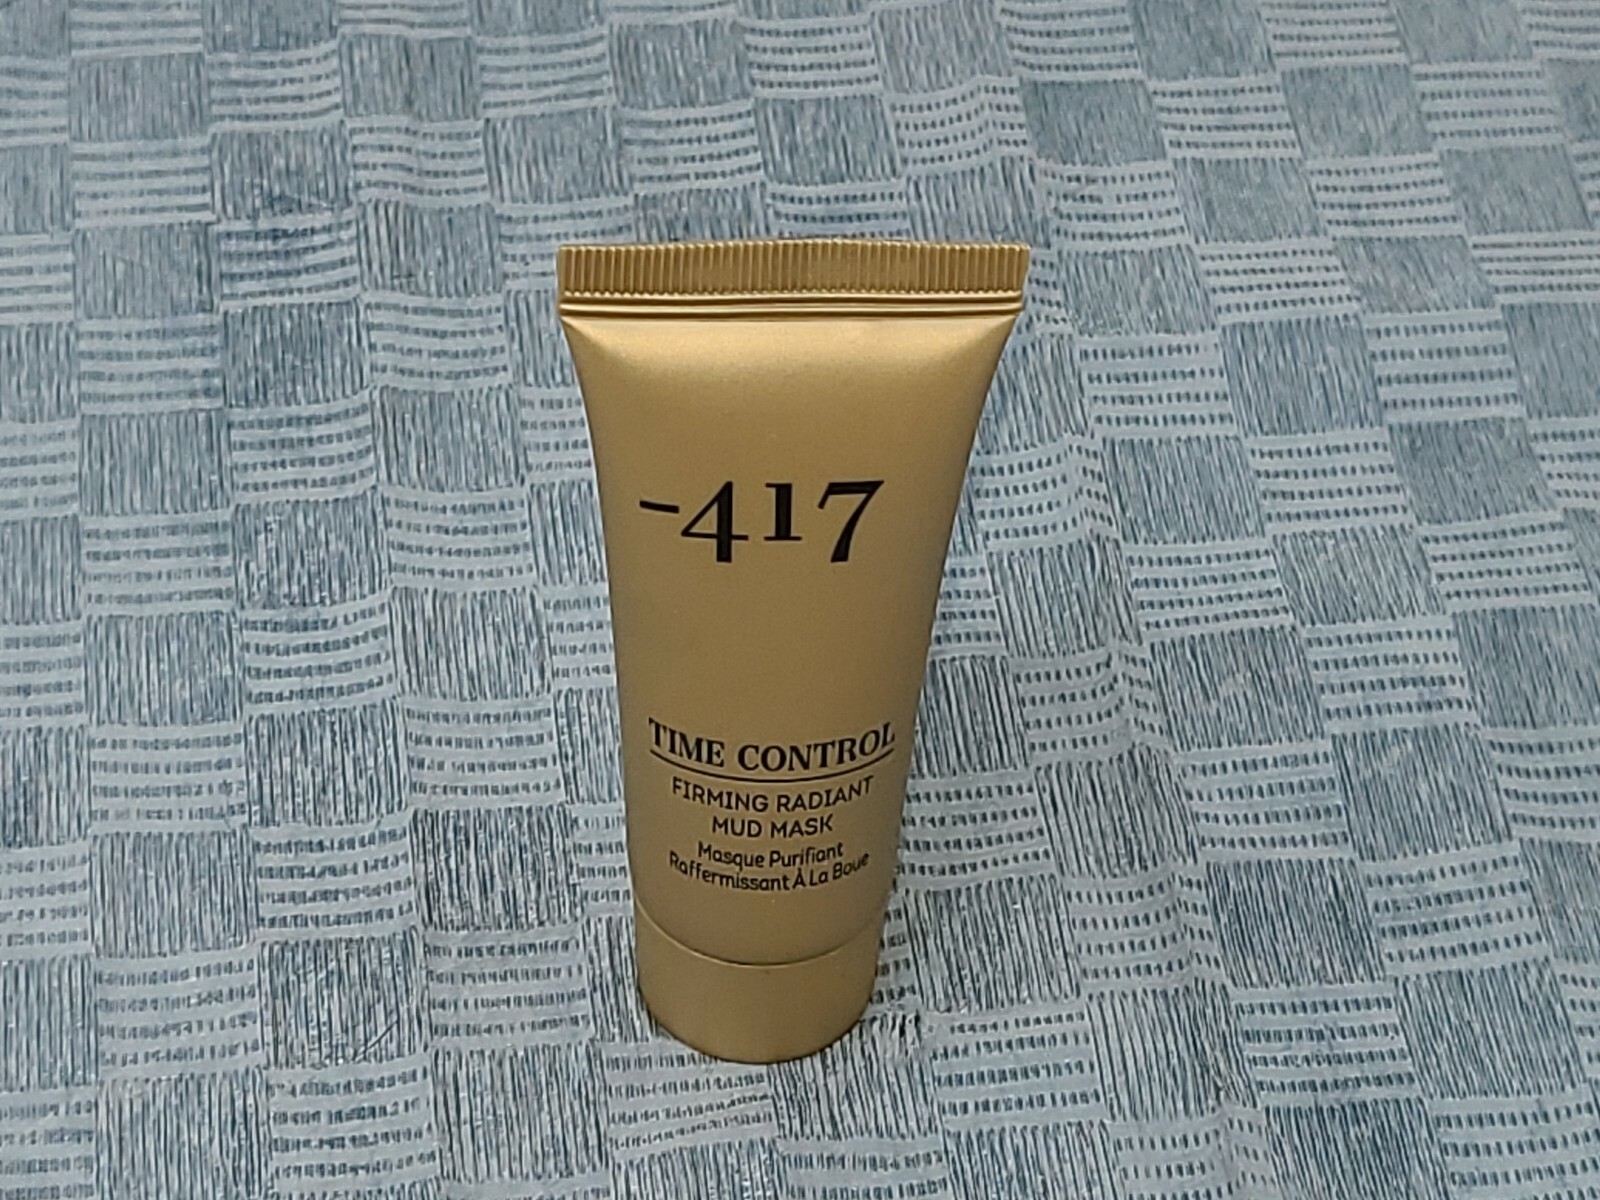 -417
TIME CONTROL
FIRMING RADIANT
MUD MASK
Masque Purifiant
Raffermissant À La Boue